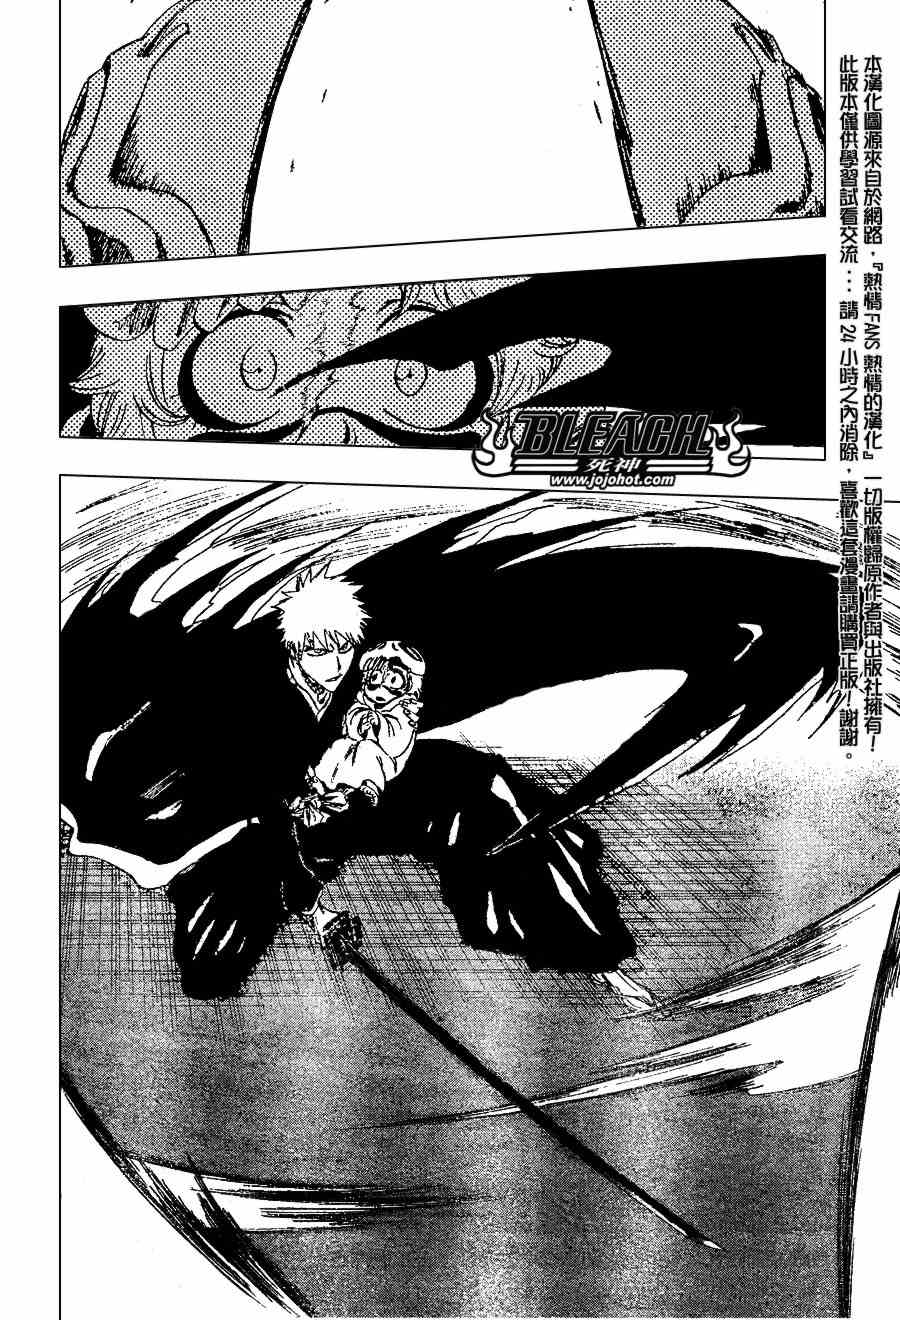 本漢化圖源來自於網路，『熱情FANS 熱情的漢化』一切版權歸原作者與出版社擁有！
此版本僅供學習試看交流... 請24小時之內消除，喜歡這套漫畫請購買正版！謝謝。
BLEACH
死神
www.jojohot.com